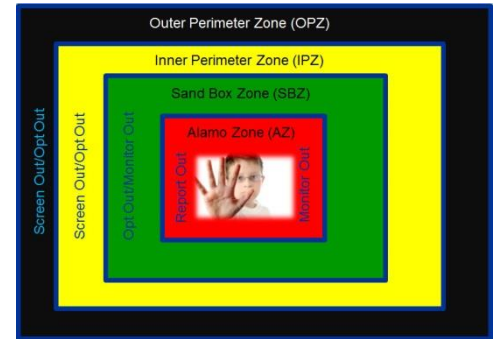 Outer Perimeter Zone (OPZ)
Inner Perimeter Zone (IPZ)
Sand Box Zone (SBZ)
Alamo Zone (AZ)
Screen Out/Opt Out
Screen Out/Opt Out
Opt Out/Monitor Out
Report Out
Monitor Out